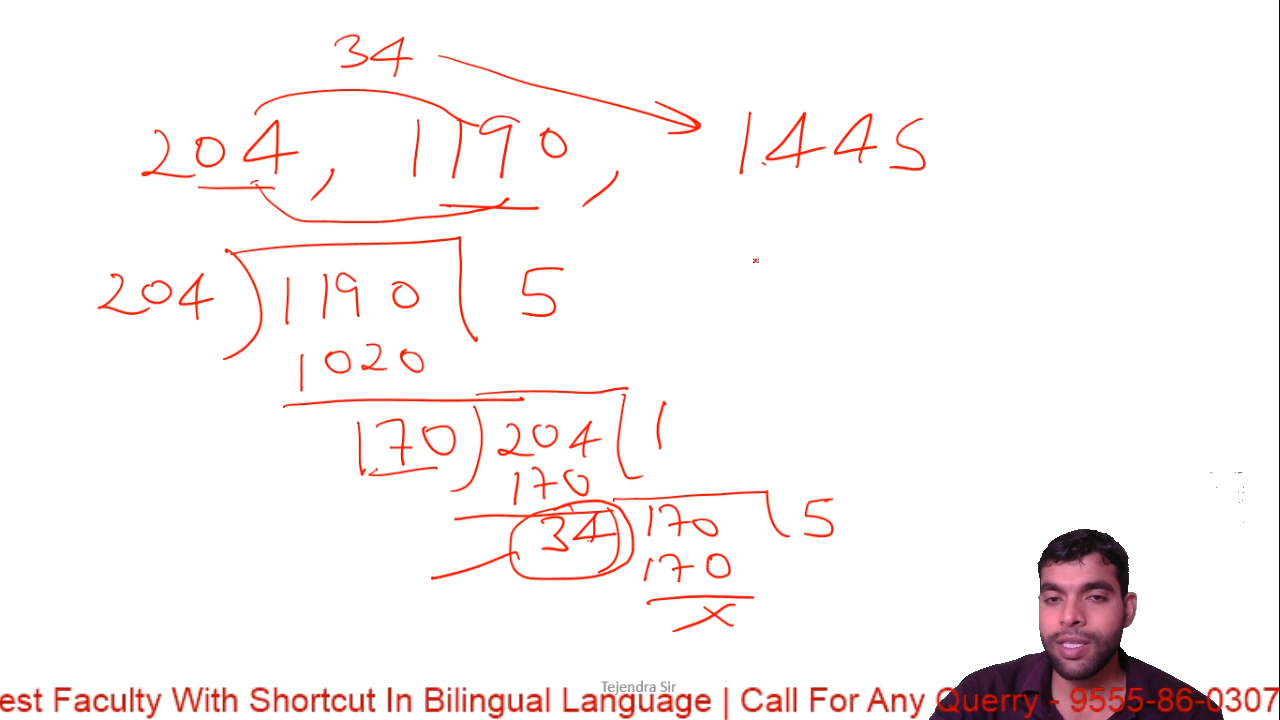 34
204, 1190, 1445
204) 1190 ( 5
1020
170) 204 ( 1
170
34) 170 ( 5
170
x
Tejendra Sir
est Faculty With Shortcut In Bilingual Language | Call For Any Querry - 9555-86-0307